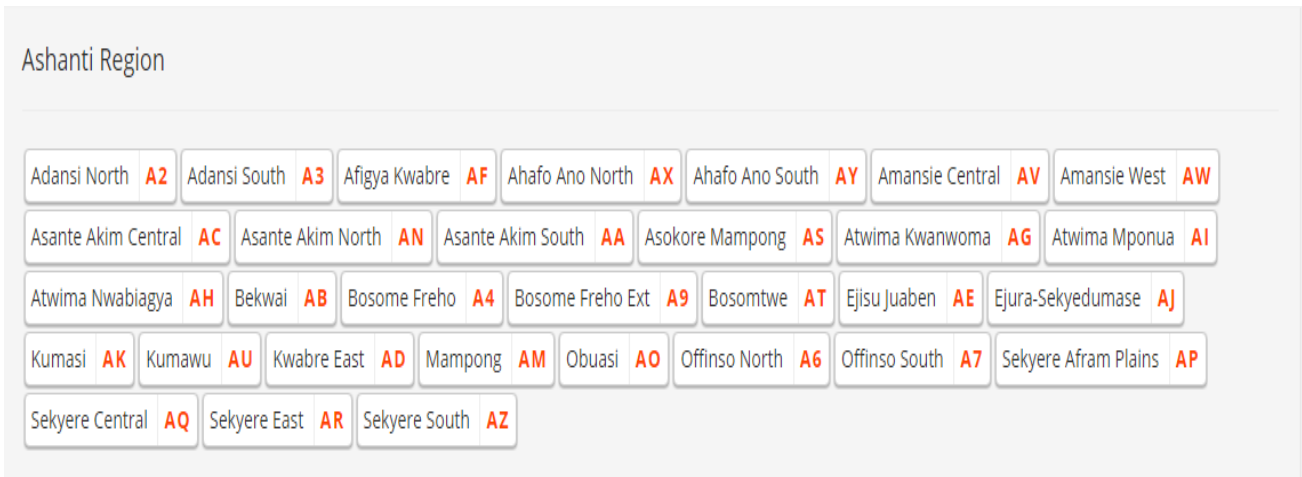 Ashanti Region
Adansi North A2 Adansi South A3 Afigya Kwabre AF Ahafo Ano North AX Ahafo Ano South AY Amansie Central AV Amansie West AW
Asante Akim Central AC Asante Akim North AN Asante Akim South AA Asokore Mampong AS Atwima Kwanwoma AG Atwima Mponua AI
Atwima Nwabiagya AH Bekwai AB Bosome Freho A4 Bosome Freho Ext A9 Bosomtwe AT Ejisu Juaben AE Ejura-Sekyedumase AJ
Kumasi AK Kumawu AU Kwabre East AD Mampong AM Obuasi AO Offinso North A6 Offinso South A7 Sekyere Afram Plains AP
Sekyere Central AQ Sekyere East AR Sekyere South AZ